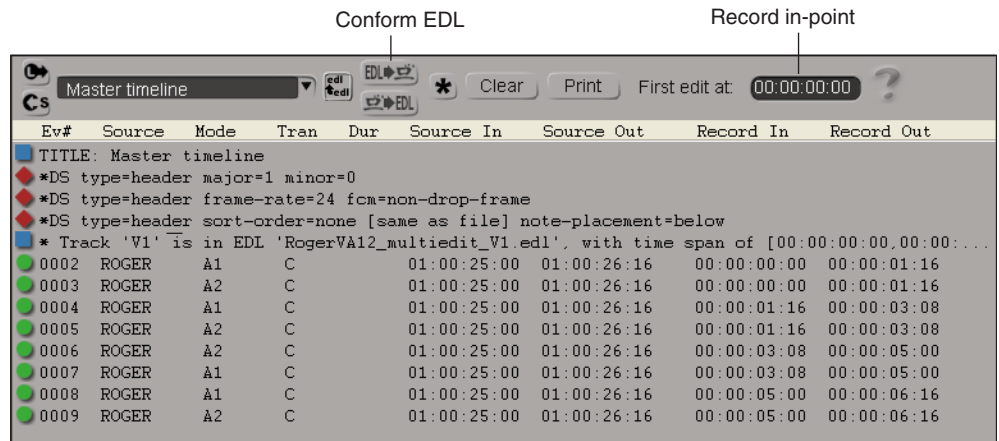 Conform EDL
Record in-point
Master timeline
edl
edl
EDL
EDL
*
Clear
Print
First edit at:
00:00:00:00
?
Cs
Ev# Source Mode Tran Dur Source In Source Out Record In Record Out
TITLE: Master timeline
*DS type=header major=1 minor=0
*DS type=header frame-rate=24 fcm=non-drop-frame
*DS type=header sort-order=none [same as file] note-placement=below
* Track 'V1' is in EDL 'RogerVA12_multiedit_V1.edl', with time span of [00:00:00:00,00:00:...
0002 ROGER A1 C 01:00:25:00 01:00:26:16 00:00:00:00 00:00:01:16
0003 ROGER A2 C 01:00:25:00 01:00:26:16 00:00:00:00 00:00:01:16
0004 ROGER A1 C 01:00:25:00 01:00:26:16 00:00:01:16 00:00:03:08
0005 ROGER A2 C 01:00:25:00 01:00:26:16 00:00:01:16 00:00:03:08
0006 ROGER A2 C 01:00:25:00 01:00:26:16 00:00:03:08 00:00:05:00
0007 ROGER A1 C 01:00:25:00 01:00:26:16 00:00:03:08 00:00:05:00
0008 ROGER A1 C 01:00:25:00 01:00:26:16 00:00:05:00 00:00:06:16
0009 ROGER A2 C 01:00:25:00 01:00:26:16 00:00:05:00 00:00:06:16